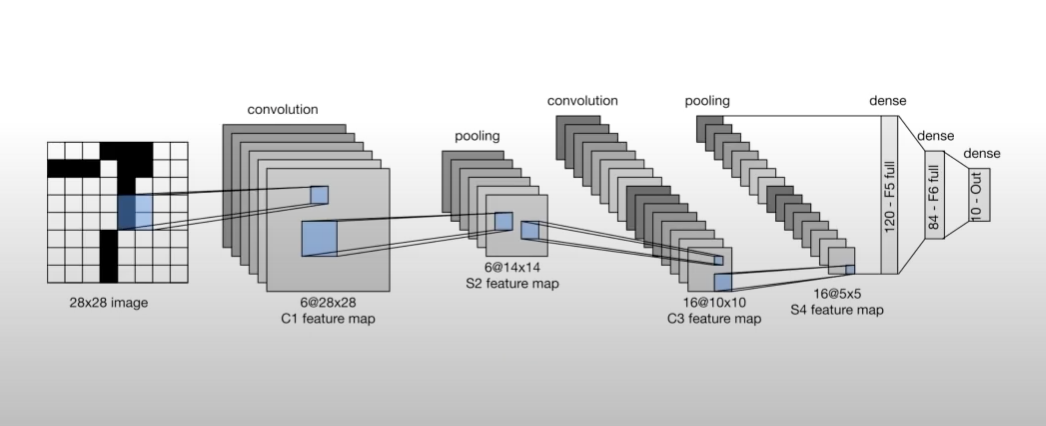 convolution
pooling
convolution
pooling
dense
dense
dense
28x28 image
6@28x28
C1 feature map
6@14x14
S2 feature map
16@10x10
C3 feature map
16@5x5
S4 feature map
120 - F5 full
84 - F6 full
10 - Out